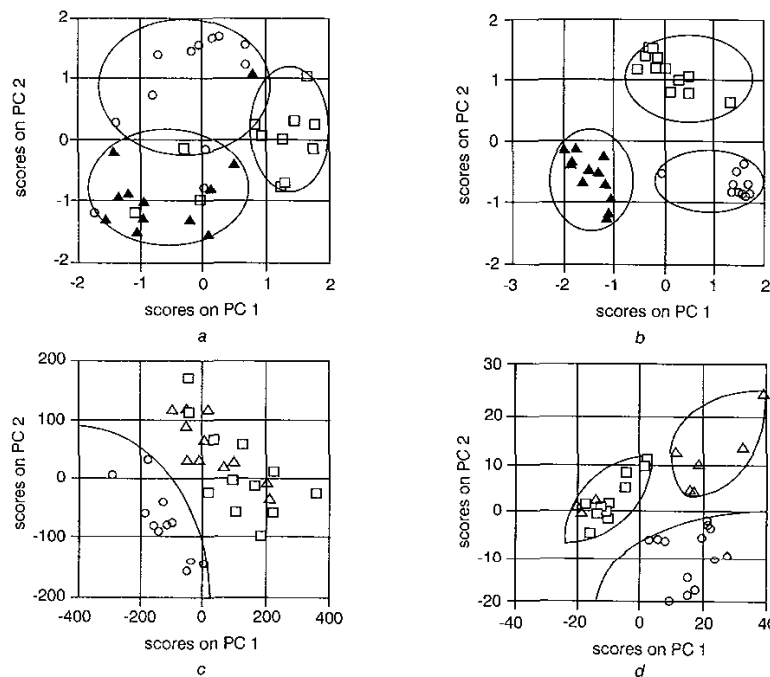 2
1
0
-1
-2
scores on PC 2
-2 -1 0 1 2
scores on PC 1
a
2
1
0
-1
-2
scores on PC 2
-3 -2 -1 0 1 2
scores on PC 1
b
200
100
0
-100
-200
scores on PC 2
-400 -200 0 200 400
scores on PC 1
c
30
20
10
0
-10
-20
scores on PC 2
-40 -20 0 20 40
scores on PC 1
d